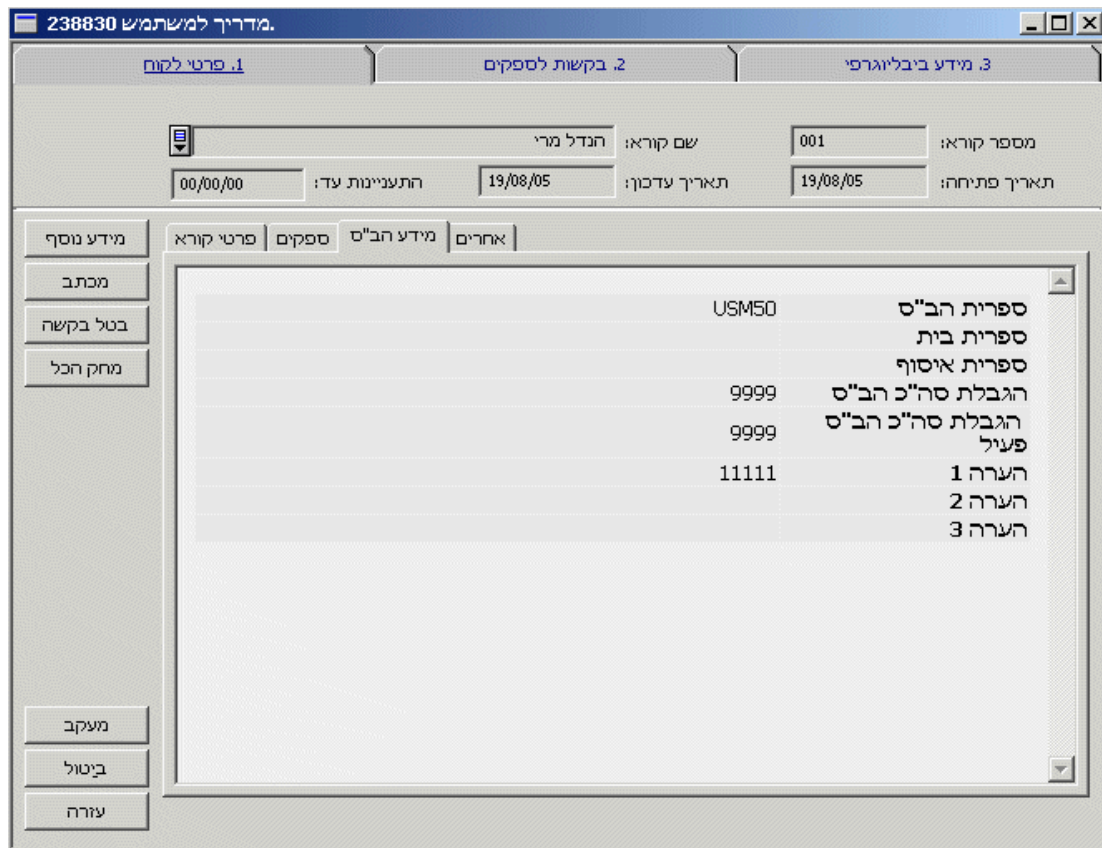 238830 מדריך למשתמש.
1. פרטי לקוח
2. בקשות לספקים
3. מידע ביבליוגרפי
מספר קורא: 001
שם קורא: הנדל מרי
תאריך פתיחה: 19/08/05
תאריך עדכון: 19/08/05
התעניינות עד: 00/00/00
פרטי קורא
ספקים
מידע הב"ס
אחרים
ספרית הב"ס USM50
ספרית בית
ספרית איסוף
הגבלת סה"כ הב"ס 9999
הגבלת סה"כ הב"ס
פעיל 9999
הערה 1 11111
הערה 2
הערה 3
מידע נוסף
מכתב
בטל בקשה
מחק הכל
מעקב
ביטול
עזרה